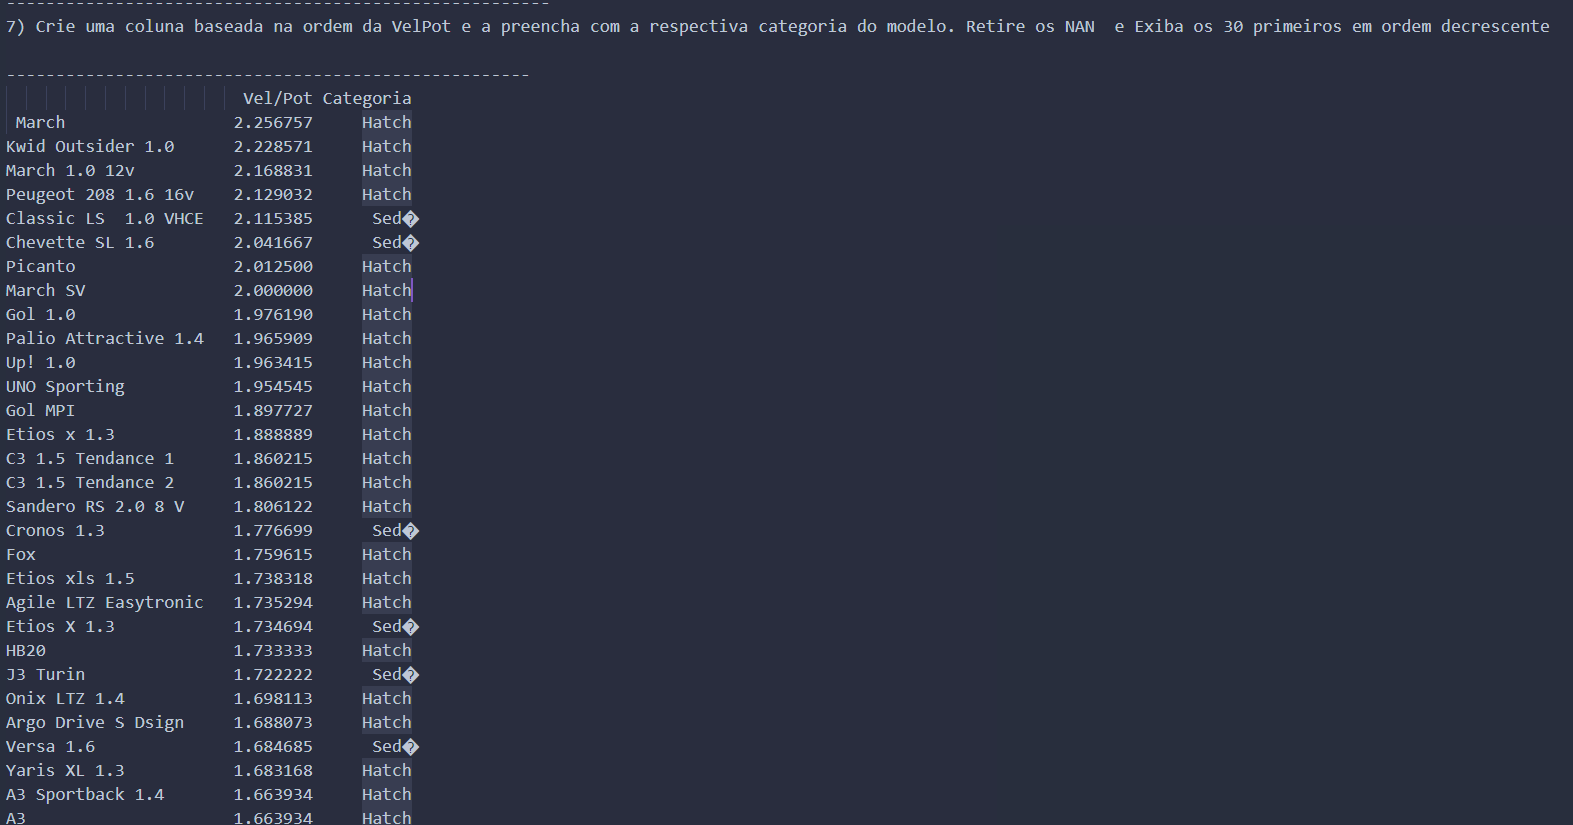 -------------------------------------------------------
7) Crie uma coluna baseada na ordem da VelPot e a preencha com a respectiva categoria do modelo. Retire os NAN  e Exiba os 30 primeiros em ordem decrescente
-----------------------------------------------------
Vel/Pot Categoria
March 2.256757 Hatch
Kwid Outsider 1.0 2.228571 Hatch
March 1.0 12v 2.168831 Hatch
Peugeot 208 1.6 16v 2.129032 Hatch
Classic LS  1.0 VHCE 2.115385 Sed�
Chevette SL 1.6 2.041667 Sed�
Picanto 2.012500 Hatch
March SV 2.000000 Hatch
Gol 1.0 1.976190 Hatch
Palio Attractive 1.4 1.965909 Hatch
Up! 1.0 1.963415 Hatch
UNO Sporting 1.954545 Hatch
Gol MPI 1.897727 Hatch
Etios x 1.3 1.888889 Hatch
C3 1.5 Tendance 1 1.860215 Hatch
C3 1.5 Tendance 2 1.860215 Hatch
Sandero RS 2.0 8 V 1.806122 Hatch
Cronos 1.3 1.776699 Sed�
Fox 1.759615 Hatch
Etios xls 1.5 1.738318 Hatch
Agile LTZ Easytronic 1.735294 Hatch
Etios X 1.3 1.734694 Sed�
HB20 1.733333 Hatch
J3 Turin 1.722222 Sed�
Onix LTZ 1.4 1.698113 Hatch
Argo Drive S Dsign 1.688073 Hatch
Versa 1.6 1.684685 Sed�
Yaris XL 1.3 1.683168 Hatch
A3 Sportback 1.4 1.663934 Hatch
A3 1.663934 Hatch